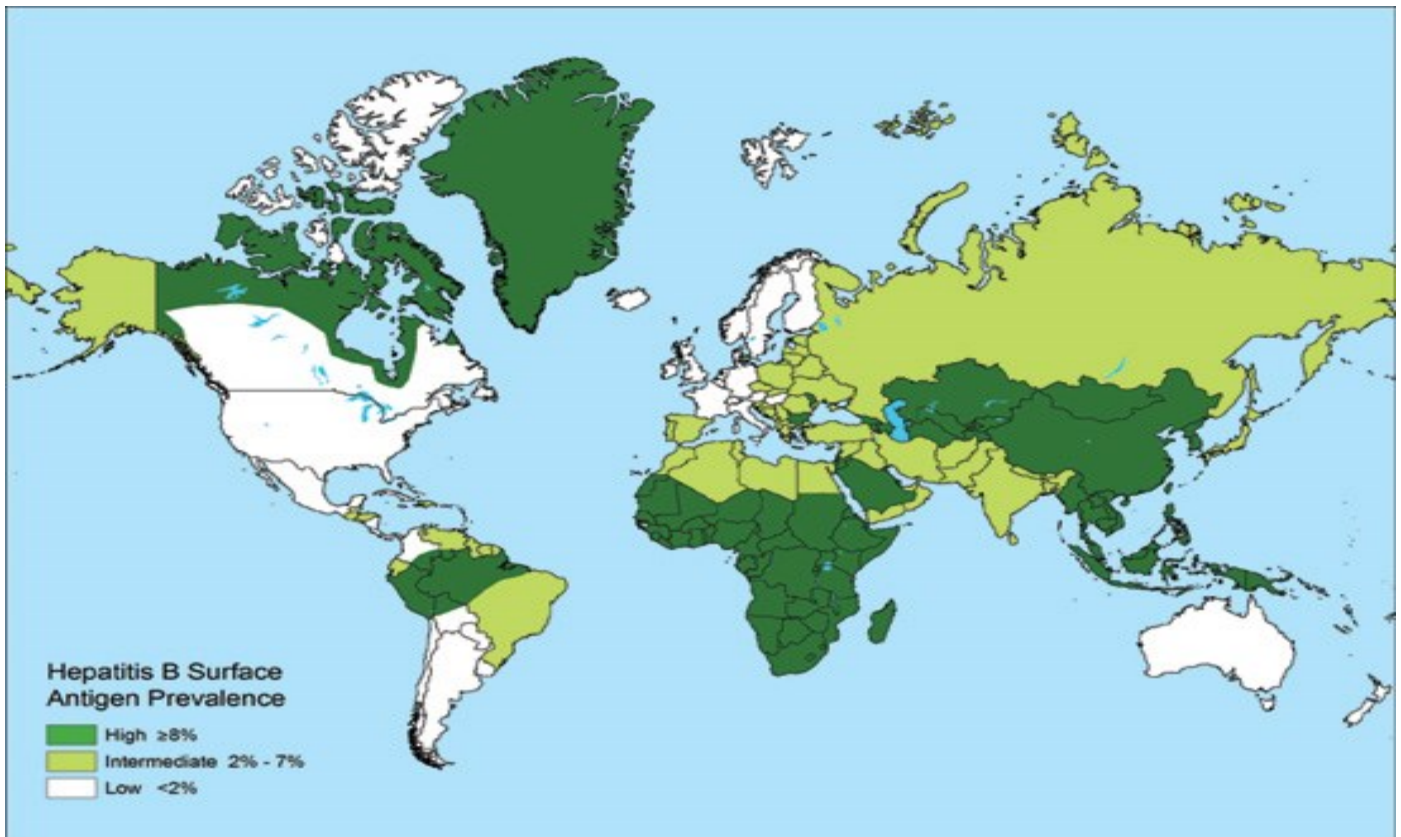 Hepatitis B Surface
Antigen Prevalence
High ≥8%
Intermediate 2% - 7%
Low <2%